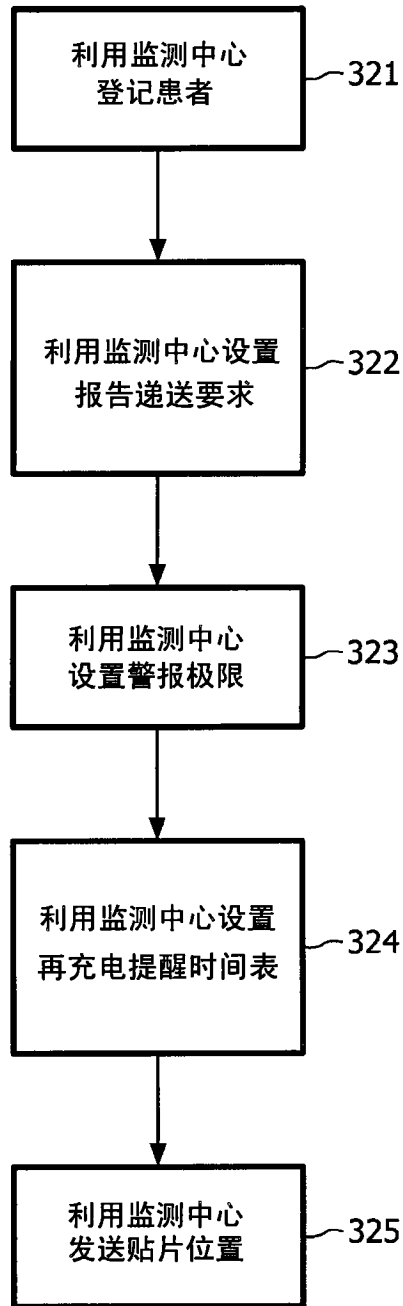 利用监测中心
登记患者
321
利用监测中心设置
报告递送要求
322
利用监测中心
设置警报极限
323
利用监测中心设置
再充电提醒时间表
324
利用监测中心
发送贴片位置
325